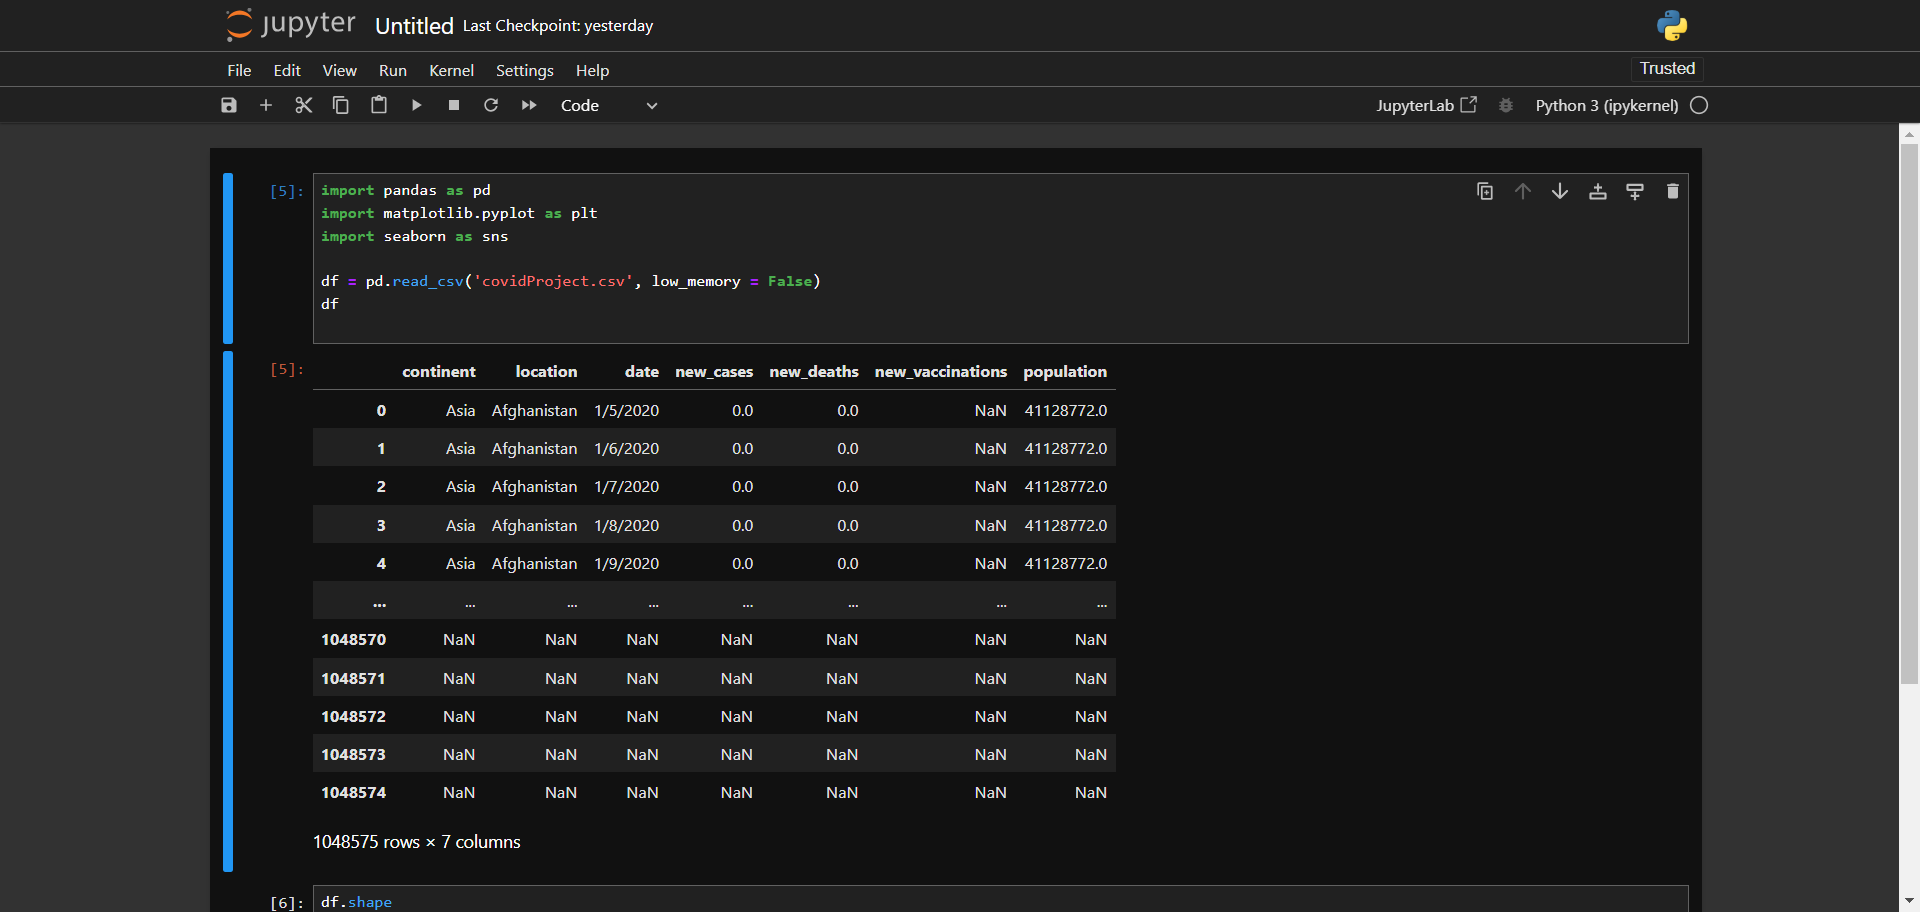 jupyter Untitled Last Checkpoint: yesterday
File Edit View Run Kernel Settings Help Trusted
Code JupyterLab Python 3 (ipykernel)
[5]: import pandas as pd
import matplotlib.pyplot as plt
import seaborn as sns
df = pd.read_csv('covidProject.csv', low_memory = False)
df
[5]: continent location date new_cases new_deaths new_vaccinations population
0 Asia Afghanistan 1/5/2020 0.0 0.0 NaN 41128772.0
1 Asia Afghanistan 1/6/2020 0.0 0.0 NaN 41128772.0
2 Asia Afghanistan 1/7/2020 0.0 0.0 NaN 41128772.0
3 Asia Afghanistan 1/8/2020 0.0 0.0 NaN 41128772.0
4 Asia Afghanistan 1/9/2020 0.0 0.0 NaN 41128772.0
... ... ... ... ... ... ... ...
1048570 NaN NaN NaN NaN NaN NaN NaN
1048571 NaN NaN NaN NaN NaN NaN NaN
1048572 NaN NaN NaN NaN NaN NaN NaN
1048573 NaN NaN NaN NaN NaN NaN NaN
1048574 NaN NaN NaN NaN NaN NaN NaN
1048575 rows × 7 columns
[6]: df.shape